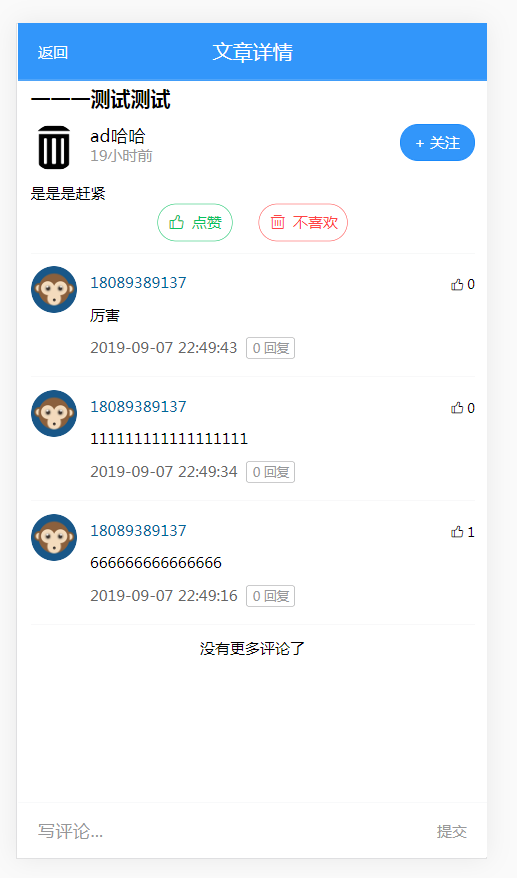 返回 文章详情
一一一测试测试
ad哈哈
19小时前
+ 关注
是是是赶紧
点赞 不喜欢
18089389137 0
厉害
2019-09-07 22:49:43 0 回复
18089389137 0
111111111111111111
2019-09-07 22:49:34 0 回复
18089389137 1
666666666666666
2019-09-07 22:49:16 0 回复
没有更多评论了
写评论... 提交